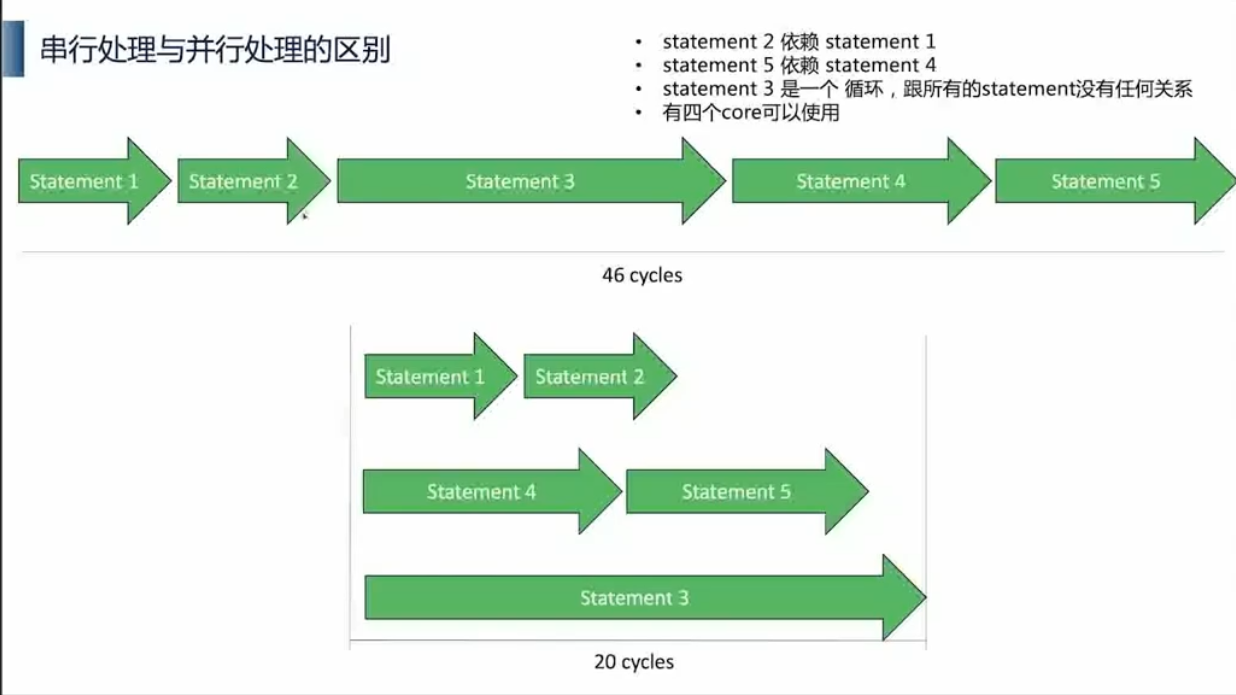 串行处理与并行处理的区别
• statement 2 依赖 statement 1
• statement 5 依赖 statement 4
• statement 3 是一个 循环，跟所有的statement没有任何关系
• 有四个core可以使用
Statement 1
Statement 2
Statement 3
Statement 4
Statement 5
46 cycles
Statement 1
Statement 2
Statement 4
Statement 5
Statement 3
20 cycles